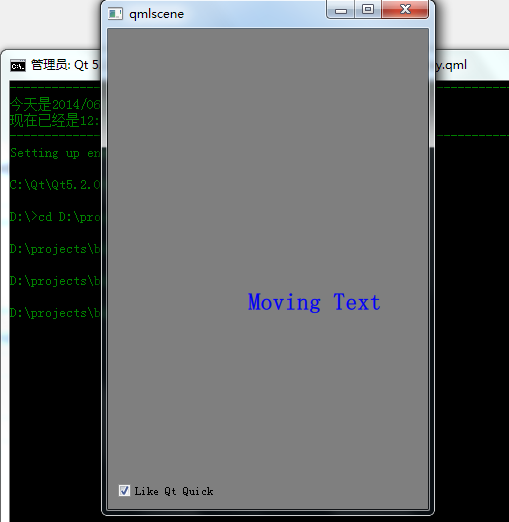 qmlscene
管理员: Qt 5
y.qml
今天是2014/06
现在已经是12:
Setting up en
C:\Qt\Qt5.2.0
D:\>cd D:\pro
D:\projects\b
D:\projects\b
D:\projects\b
Moving Text
Like Qt Quick